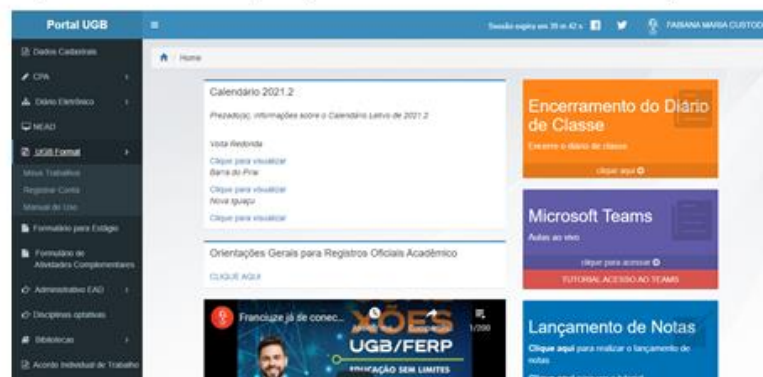 Portal UGB
Sessão expira em 39 m 42 s
FABIANA MARIA CUSTOD
Dados Cadastrais
Home
CPA
Diário Eletrônico
NEAD
UGB Format
Meus Trabalhos
Registrar Conta
Manual de Uso
Formulário para Estágio
Formulário de
Atividades Complementares
Administrativo EAD
Disciplinas optativas
Bibliotecas
Acordo Individual de Trabalho
Calendário 2021.2
Prezado(a), informações sobre o Calendário Letivo de 2021.2
Volta Redonda
Clique para visualizar
Barra do Piraí
Clique para visualizar
Nova Iguaçu
Clique para visualizar
Orientações Gerais para Registros Oficiais Acadêmico
CLIQUE AQUI
Franciuze já se conec...
1/200
XÕES
UGB/FERP
EDUCAÇÃO SEM LIMITES
Encerramento do Diário
de Classe
Encerre o diário de classe
clique aqui
Microsoft Teams
Aulas ao vivo
clique para acessar
TUTORIAL ACESSO AO TEAMS
Lançamento de Notas
Clique aqui para realizar o lançamento de
notas